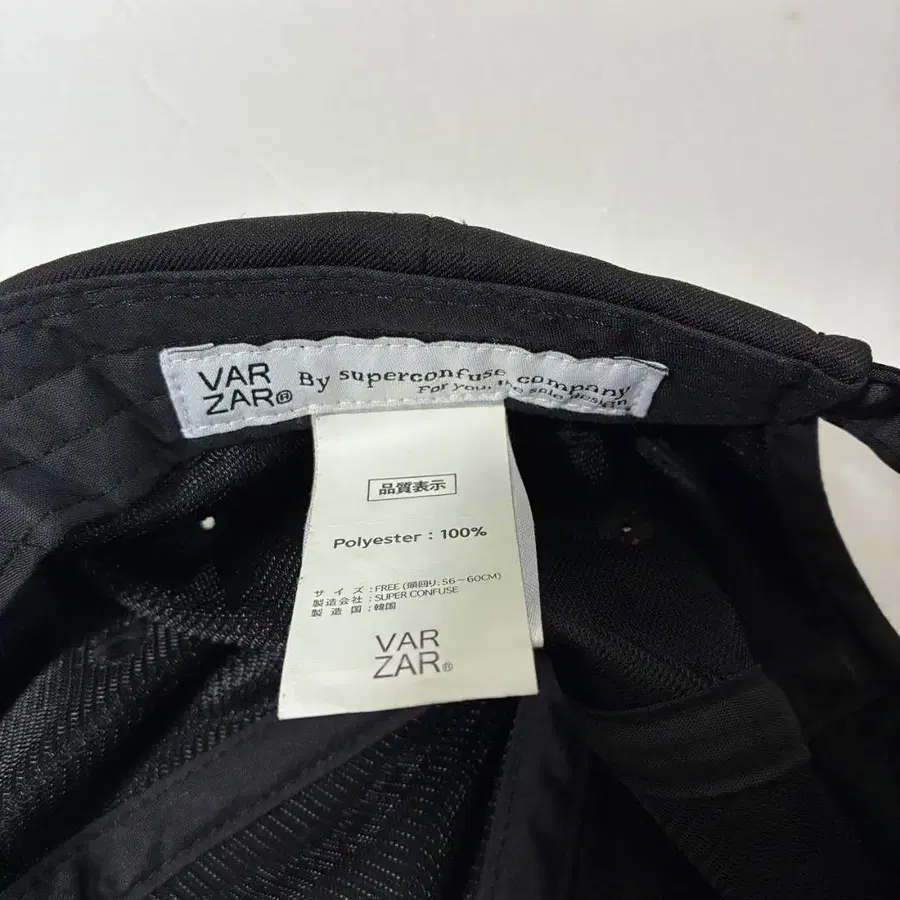 VAR
ZAR®
By superconfuse company
For you, the sole design
品質表示
Polyester : 100%
サイズ : FREE (頭回り: 56~60CM)
製造会社 : SUPER CONFUSE
製造国 : 韓国
VAR
ZAR®